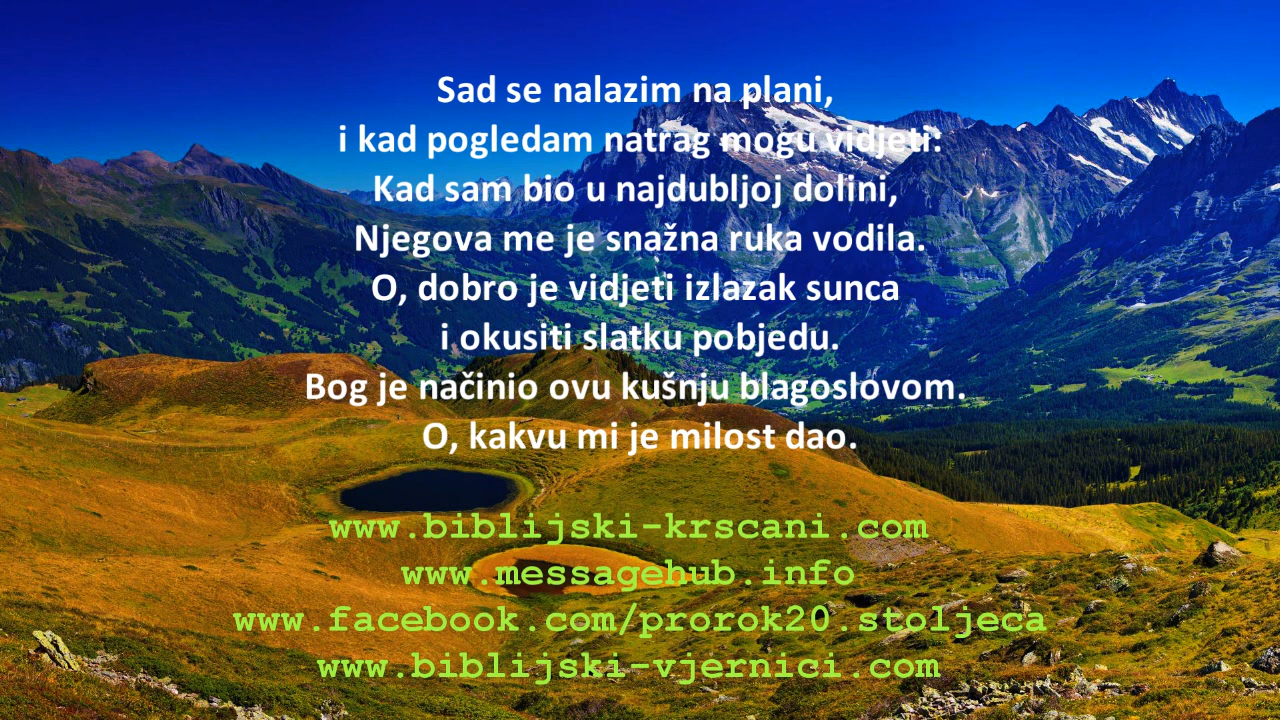 Sad se nalazim na plani,
i kad pogledam natrag mogu vidjeti:
Kad sam bio u najdubljoj dolini,
Njegova me je snažna ruka vodila.
O, dobro je vidjeti izlazak sunca
i okusiti slatku pobjedu.
Bog je načinio ovu kušnju blagoslovom.
O, kakvu mi je milost dao.
www.biblijski-krscani.com
www.messagehub.info
www.facebook.com/prorok20.stoljeca
www.biblijski-vjernici.com